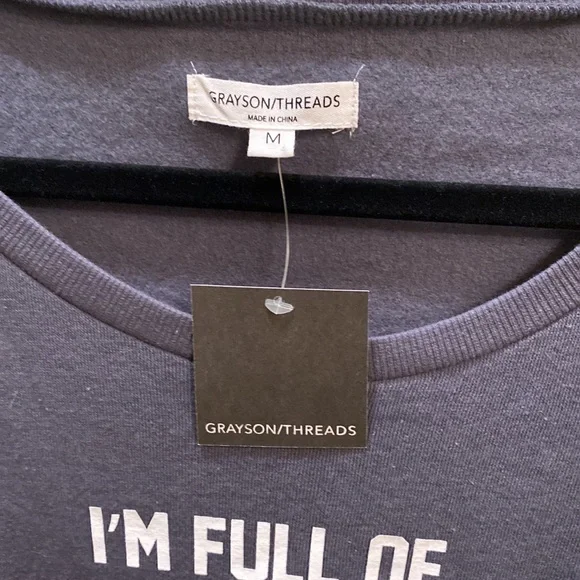 GRAYSON/THREADS
MADE IN CHINA
M
GRAYSON/THREADS
I'M FULL OF